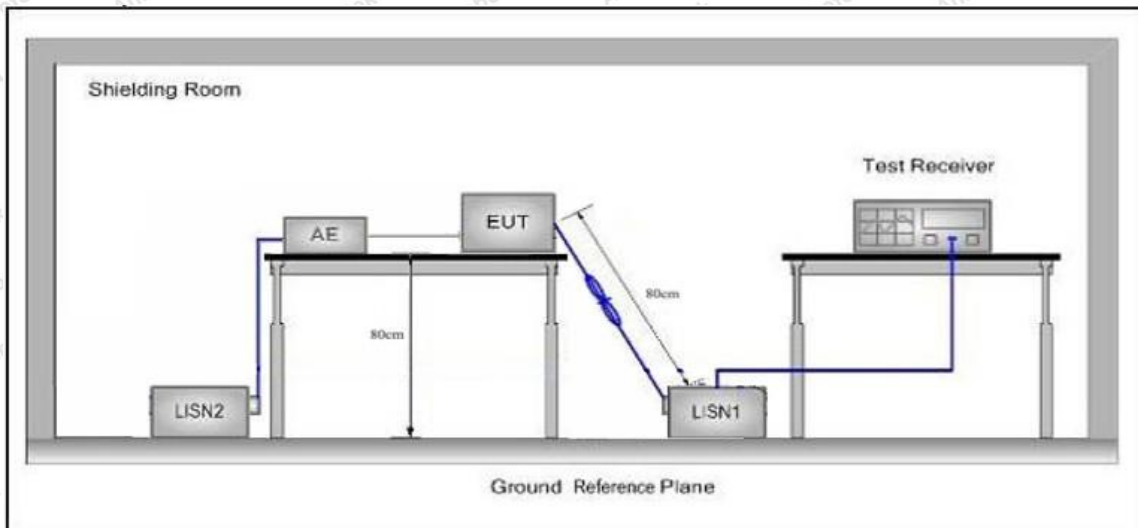 Shielding Room
Test Receiver
EUT
AE
80cm
80cm
LISN2
LISN1
Ground Reference Plane